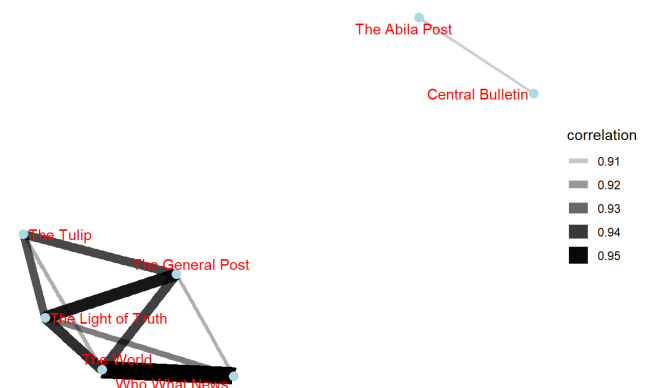 The Abila Post
Central Bulletin
correlation
0.91
0.92
0.93
0.94
0.95
The Tulip
The General Post
The Light of Truth
The World
Who What News